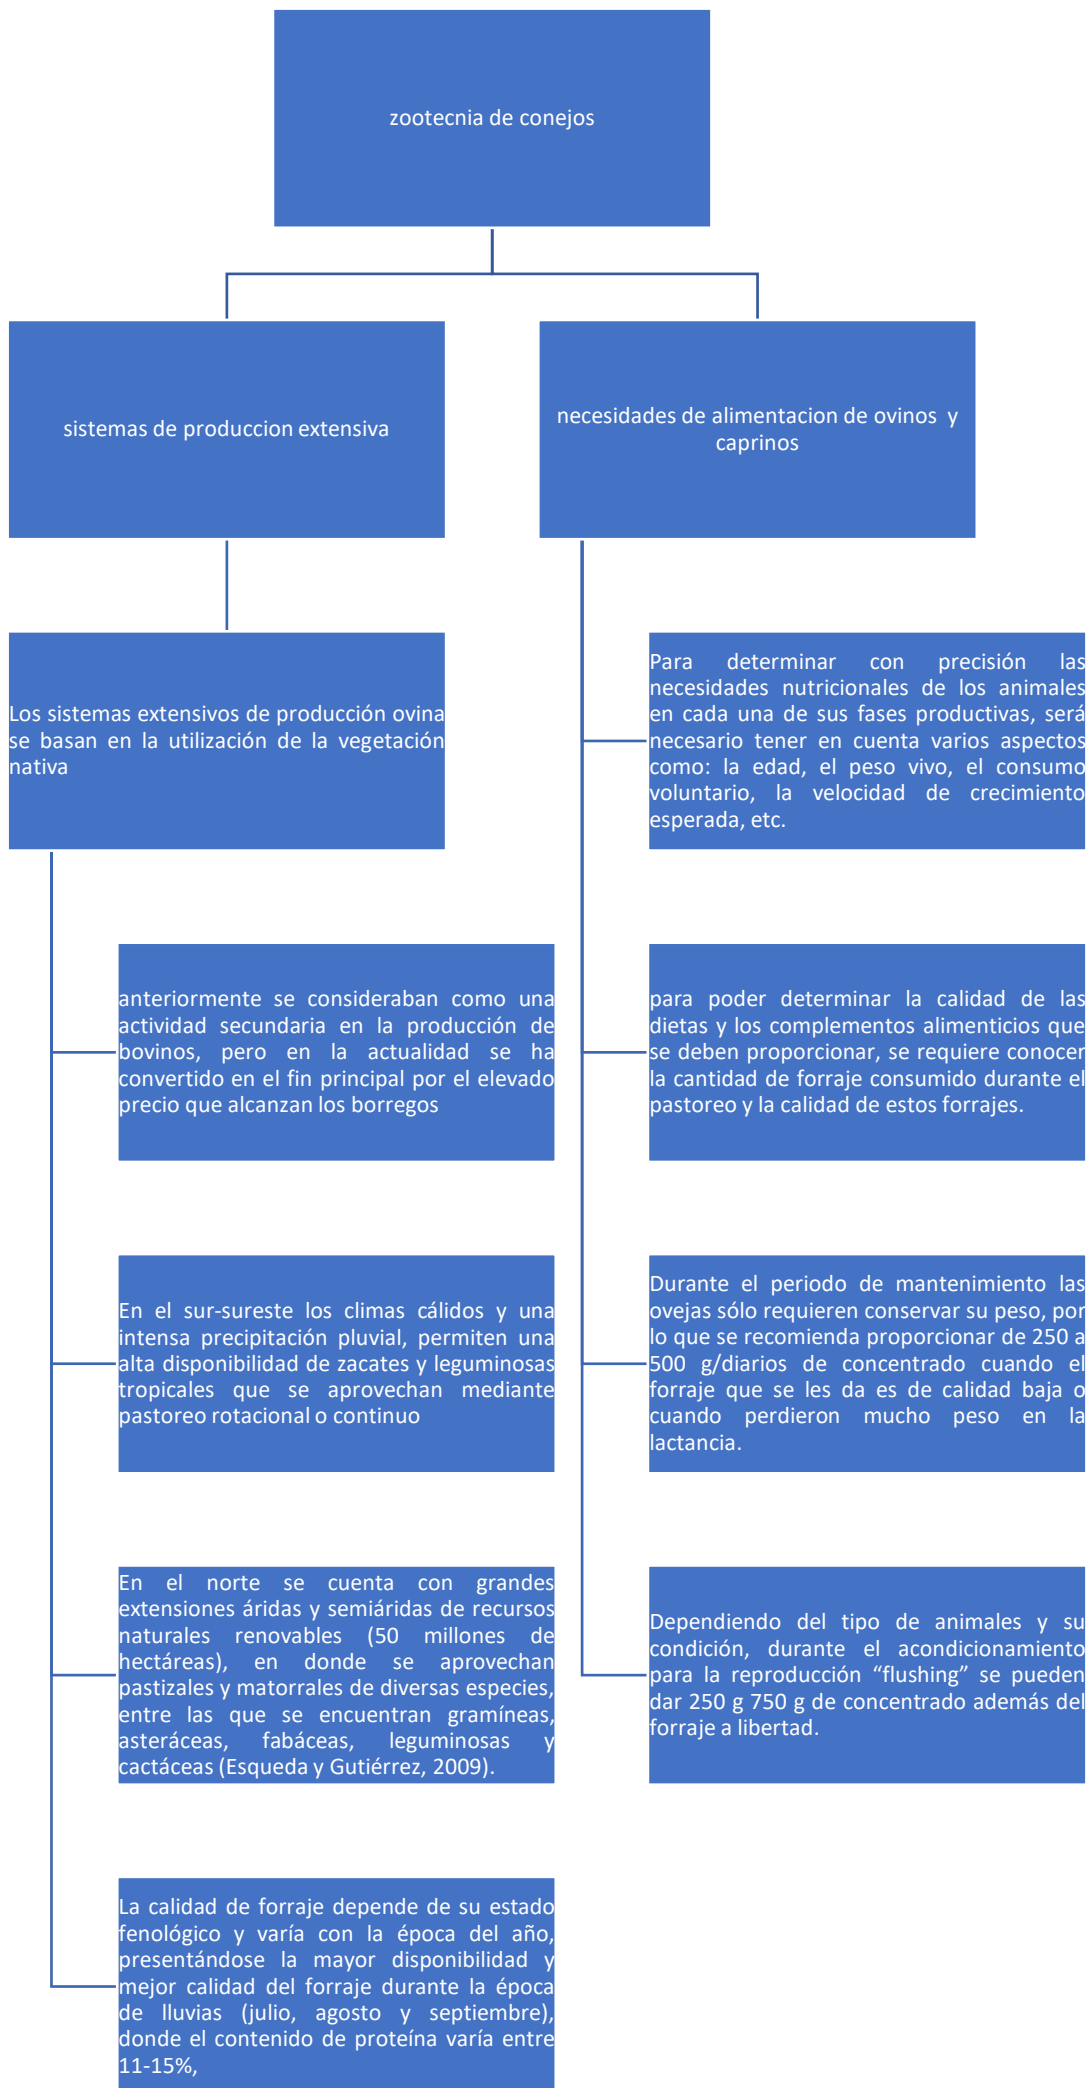 zootecnia de conejos
sistemas de produccion extensiva
Los sistemas extensivos de producción ovina
se basan en la utilización de la vegetación
nativa
anteriormente se consideraban como una
actividad secundaria en la producción de
bovinos, pero en la actualidad se ha
convertido en el fin principal por el elevado
precio que alcanzan los borregos
En el sur-sureste los climas cálidos y una
intensa precipitación pluvial, permiten una
alta disponibilidad de zacates y leguminosas
tropicales que se aprovechan mediante
pastoreo rotacional o continuo
En el norte se cuenta con grandes
extensiones áridas y semiáridas de recursos
naturales renovables (50 millones de
hectáreas), en donde se aprovechan
pastizales y matorrales de diversas especies,
entre las que se encuentran gramíneas,
asteráceas, fabáceas, leguminosas y
cactáceas (Esqueda y Gutiérrez, 2009).
La calidad de forraje depende de su estado
fenológico y varía con la época del año,
presentándose la mayor disponibilidad y
mejor calidad del forraje durante la época
de lluvias (julio, agosto y septiembre),
donde el contenido de proteína varía entre
11-15%,
necesidades de alimentacion de ovinos y
caprinos
Para determinar con precisión las
necesidades nutricionales de los animales
en cada una de sus fases productivas, será
necesario tener en cuenta varios aspectos
como: la edad, el peso vivo, el consumo
voluntario, la velocidad de crecimiento
esperada, etc.
para poder determinar la calidad de las
dietas y los complementos alimenticios que
se deben proporcionar, se requiere conocer
la cantidad de forraje consumido durante el
pastoreo y la calidad de estos forrajes.
Durante el periodo de mantenimiento las
ovejas sólo requieren conservar su peso, por
lo que se recomienda proporcionar de 250 a
500 g/diarios de concentrado cuando el
forraje que se les da es de calidad baja o
cuando perdieron mucho peso en la
lactancia.
Dependiendo del tipo de animales y su
condición, durante el acondicionamiento
para la reproducción “flushing” se pueden
dar 250 g 750 g de concentrado además del
forraje a libertad.